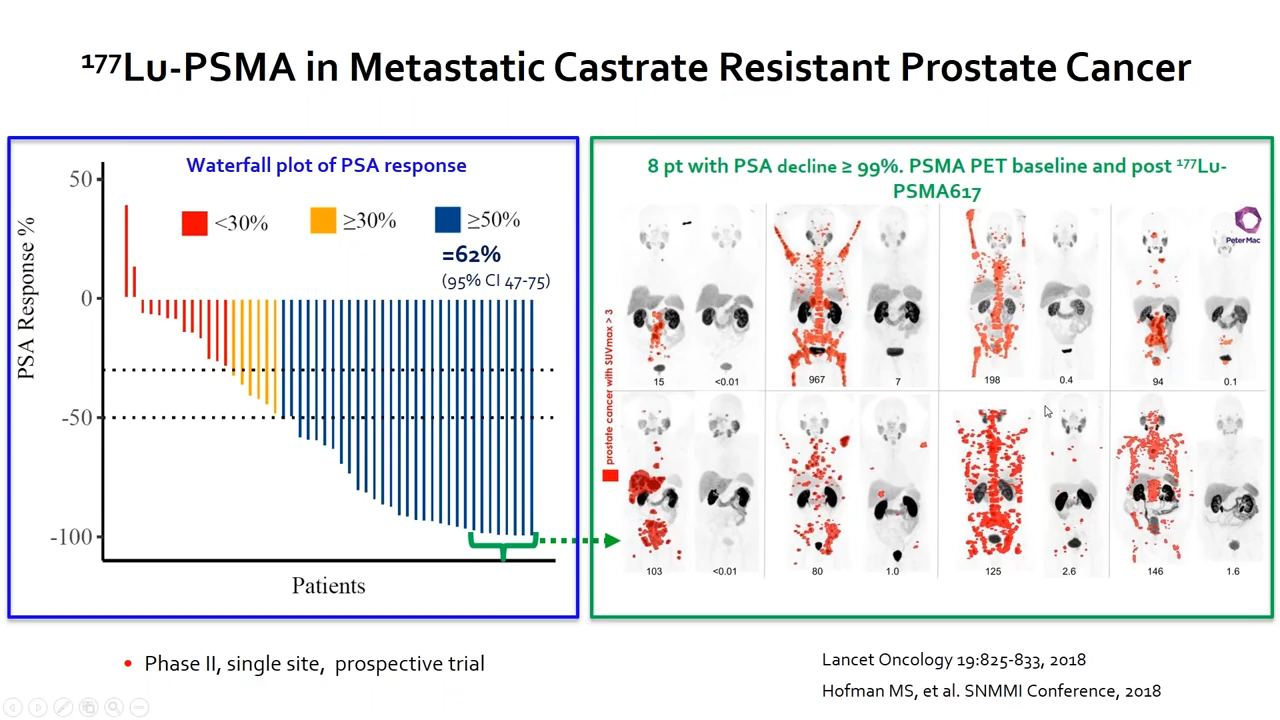 ¹⁷⁷Lu-PSMA in Metastatic Castrate Resistant Prostate Cancer
Waterfall plot of PSA response
50
0
-50
-100
PSA Response %
<30%
≥30%
≥50%
=62%
(95% CI 47-75)
Patients
8 pt with PSA decline ≥ 99%. PSMA PET baseline and post ¹⁷⁷Lu-
PSMA617
Peter Mac
prostate cancer with SUVmax > 3
15
<0.01
967
7
198
0.4
94
0.1
103
<0.01
80
1.0
125
2.6
146
1.6
• Phase II, single site, prospective trial
Lancet Oncology 19:825-833, 2018
Hofman MS, et al. SNMMI Conference, 2018